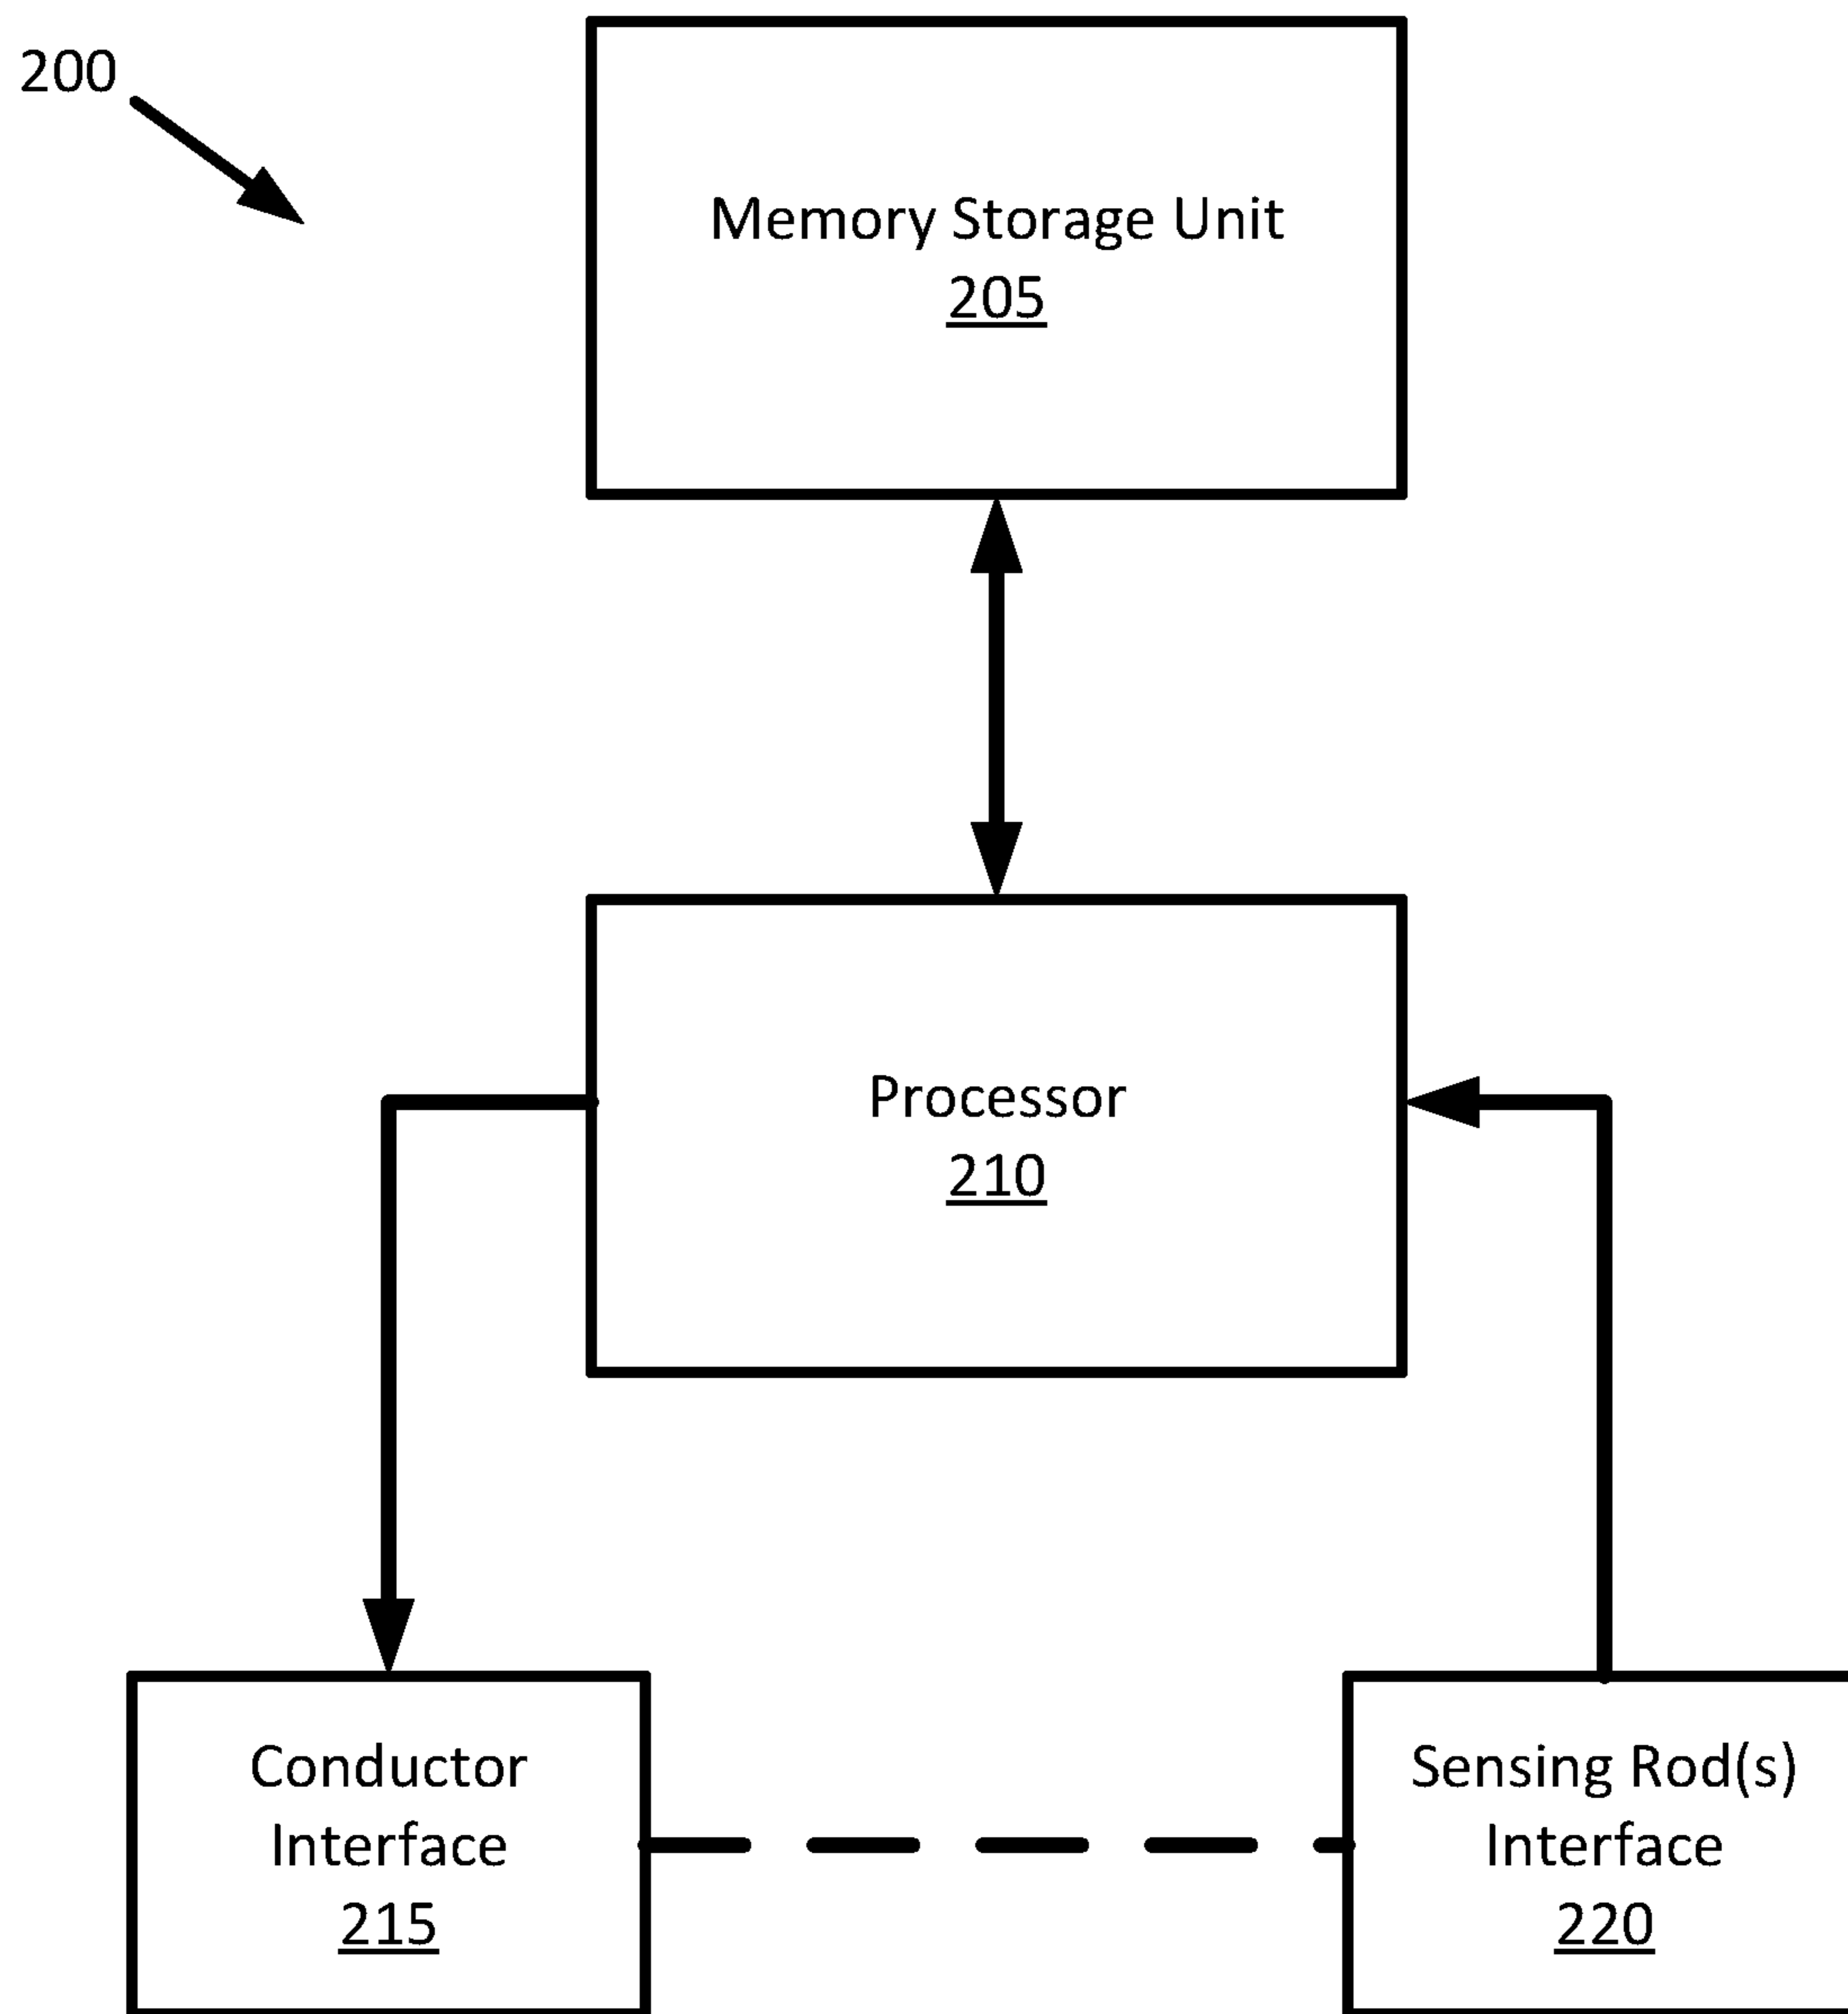 200
Memory Storage Unit
205
Processor
210
Conductor
Interface
215
Sensing Rod(s)
Interface
220